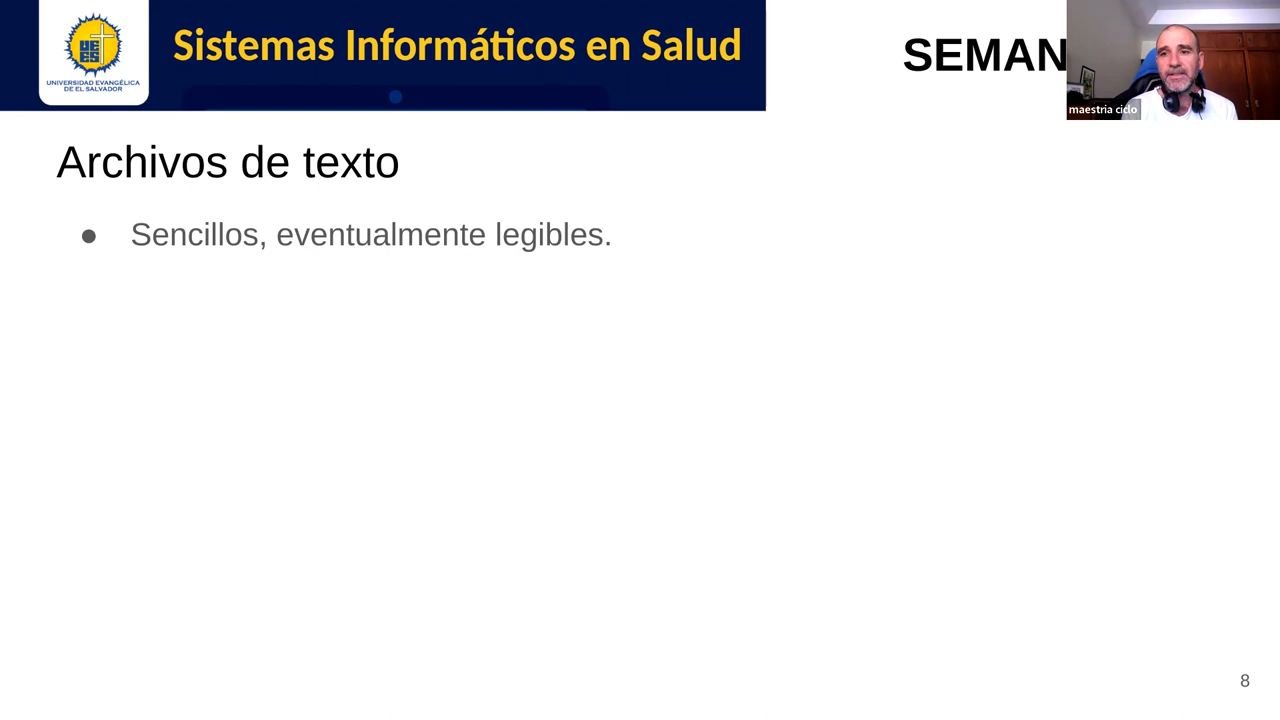 Sistemas Informáticos en Salud
UNIVERSIDAD EVANGÉLICA
DE EL SALVADOR
SEMAN
maestria ciclo
Archivos de texto
● Sencillos, eventualmente legibles.
8